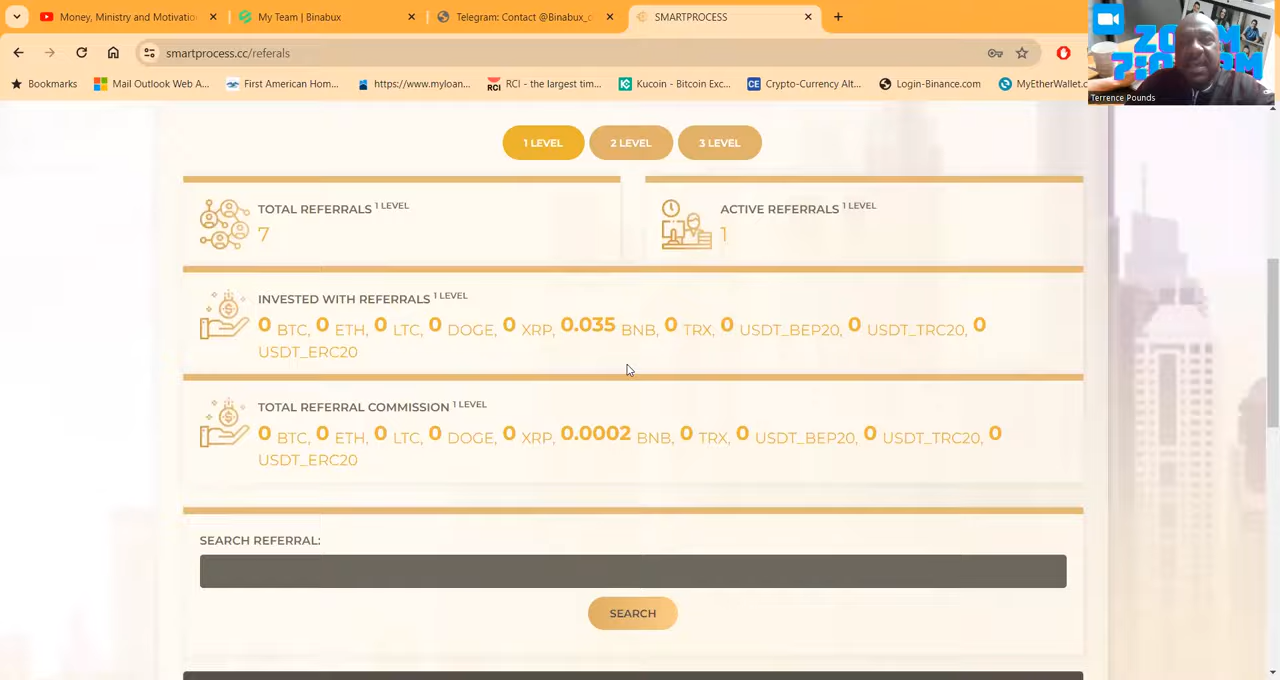 Money, Ministry and Motivatio
My Team | Binabux
Telegram: Contact @Binabux_c
SMARTPROCESS
smartprocess.cc/referals
Bookmarks
Mail Outlook Web A...
First American Hom...
https://www.myloan...
RCI - the largest tim...
Kucoin - Bitcoin Exc...
Crypto-Currency Alt...
Login-Binance.com
MyEtherWallet.c
Terrence Pounds
1 LEVEL
2 LEVEL
3 LEVEL
TOTAL REFERRALS 1 LEVEL
7
ACTIVE REFERRALS 1 LEVEL
1
INVESTED WITH REFERRALS 1 LEVEL
0 BTC, 0 ETH, 0 LTC, 0 DOGE, 0 XRP, 0.035 BNB, 0 TRX, 0 USDT_BEP20, 0 USDT_TRC20, 0
USDT_ERC20
TOTAL REFERRAL COMMISSION 1 LEVEL
0 BTC, 0 ETH, 0 LTC, 0 DOGE, 0 XRP, 0.0002 BNB, 0 TRX, 0 USDT_BEP20, 0 USDT_TRC20, 0
USDT_ERC20
SEARCH REFERRAL:
SEARCH